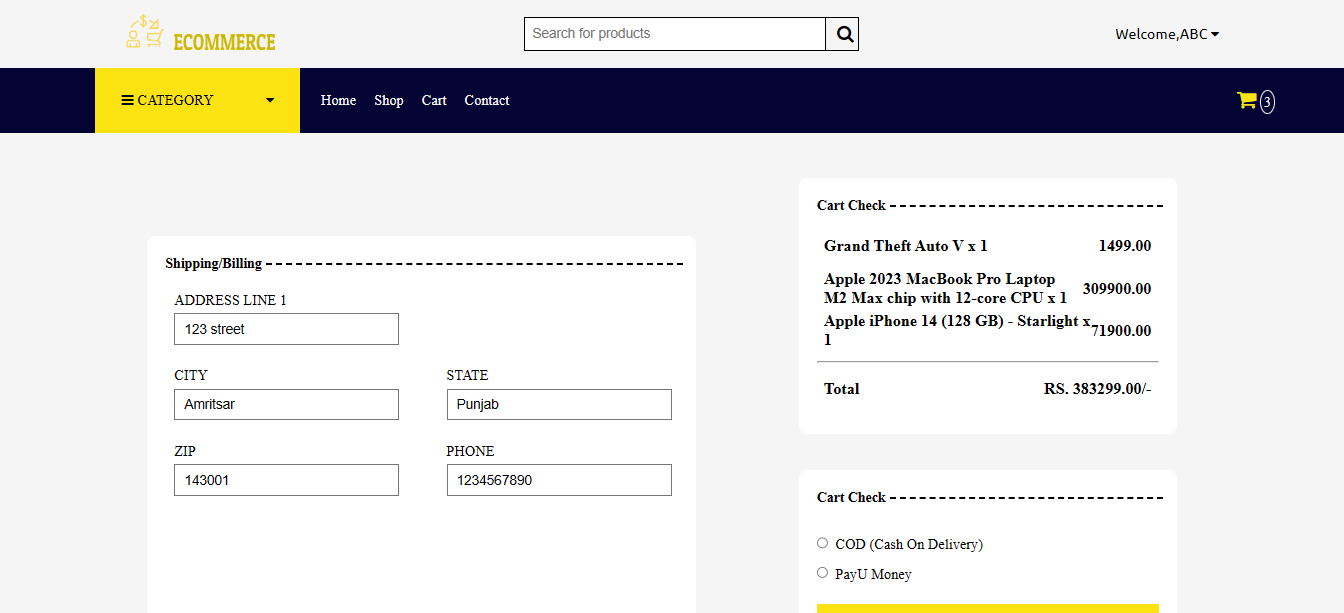 ECOMMERCE
Search for products
Welcome,ABC
CATEGORY
Home Shop Cart Contact
3
Shipping/Billing
ADDRESS LINE 1
123 street
CITY STATE
Amritsar Punjab
ZIP PHONE
143001 1234567890
Cart Check
Grand Theft Auto V x 1 1499.00
Apple 2023 MacBook Pro Laptop
M2 Max chip with 12-core CPU x 1 309900.00
Apple iPhone 14 (128 GB) - Starlight x
1 71900.00
Total RS. 383299.00/-
Cart Check
COD (Cash On Delivery)
PayU Money